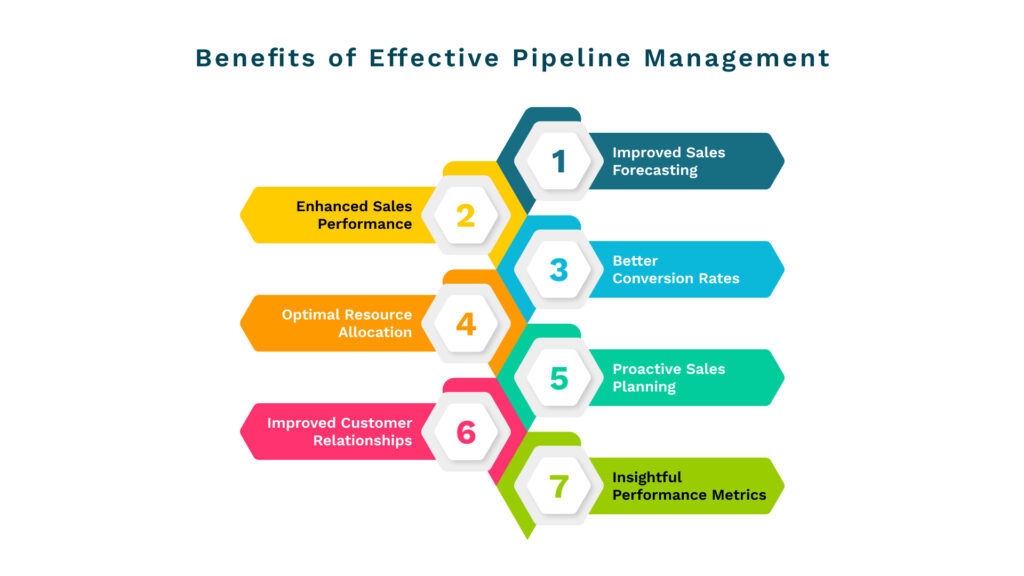 Benefits of Effective Pipeline Management
1
Improved Sales
Forecasting
Enhanced Sales
Performance
2
3
Better
Conversion Rates
Optimal Resource
Allocation
4
5
Proactive Sales
Planning
Improved Customer
Relationships
6
7
Insightful
Performance Metrics